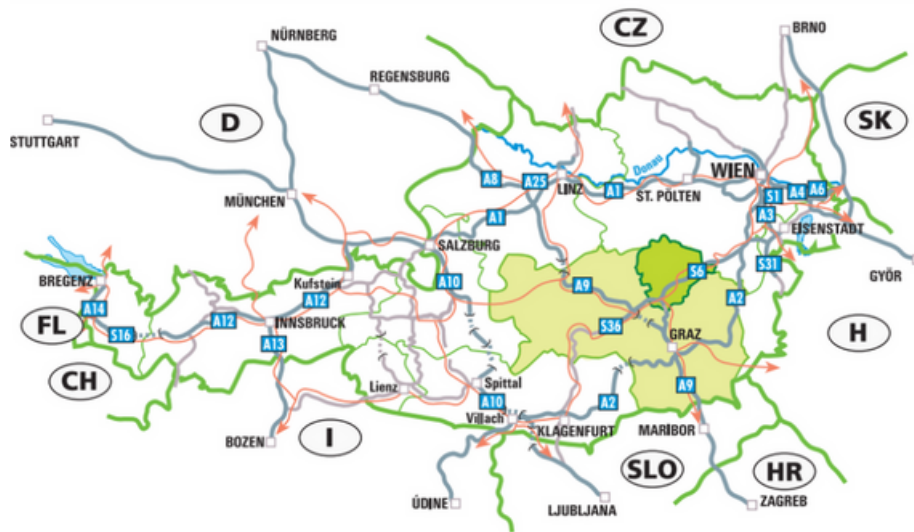 NÜRNBERG
CZ
BRNO
REGENSBURG
STUTTGART
D
SK
Donau
WIEN
A8
A25
LINZ
A1
ST. PÖLTEN
S1
A4
A6
MÜNCHEN
A1
A3
EISENSTADT
SALZBURG
S31
GYÖR
BREGENZ
Kufstein
A10
A9
S6
A2
A14
A12
A12
FL
S16
INNSBRUCK
S36
H
A13
GRAZ
CH
Lienz
Spittal
A9
A10
A2
Villach
KLAGENFURT
MARIBOR
BOZEN
I
SLO
HR
ÜDINE
LJUBLJANA
ZAGREB